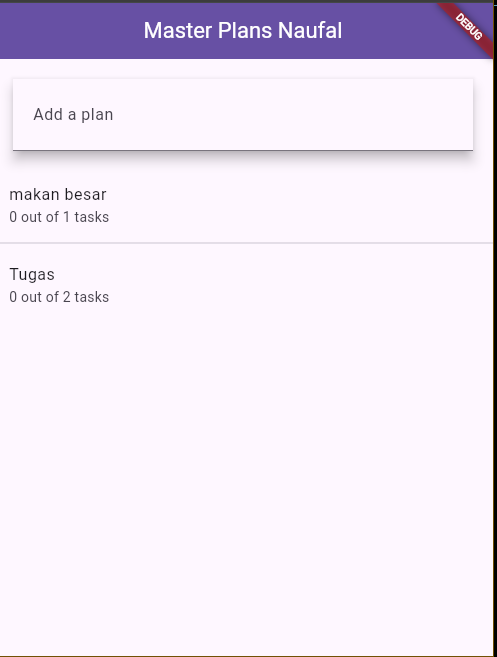 Master Plans Naufal
DEBUG
Add a plan
makan besar
0 out of 1 tasks
Tugas
0 out of 2 tasks